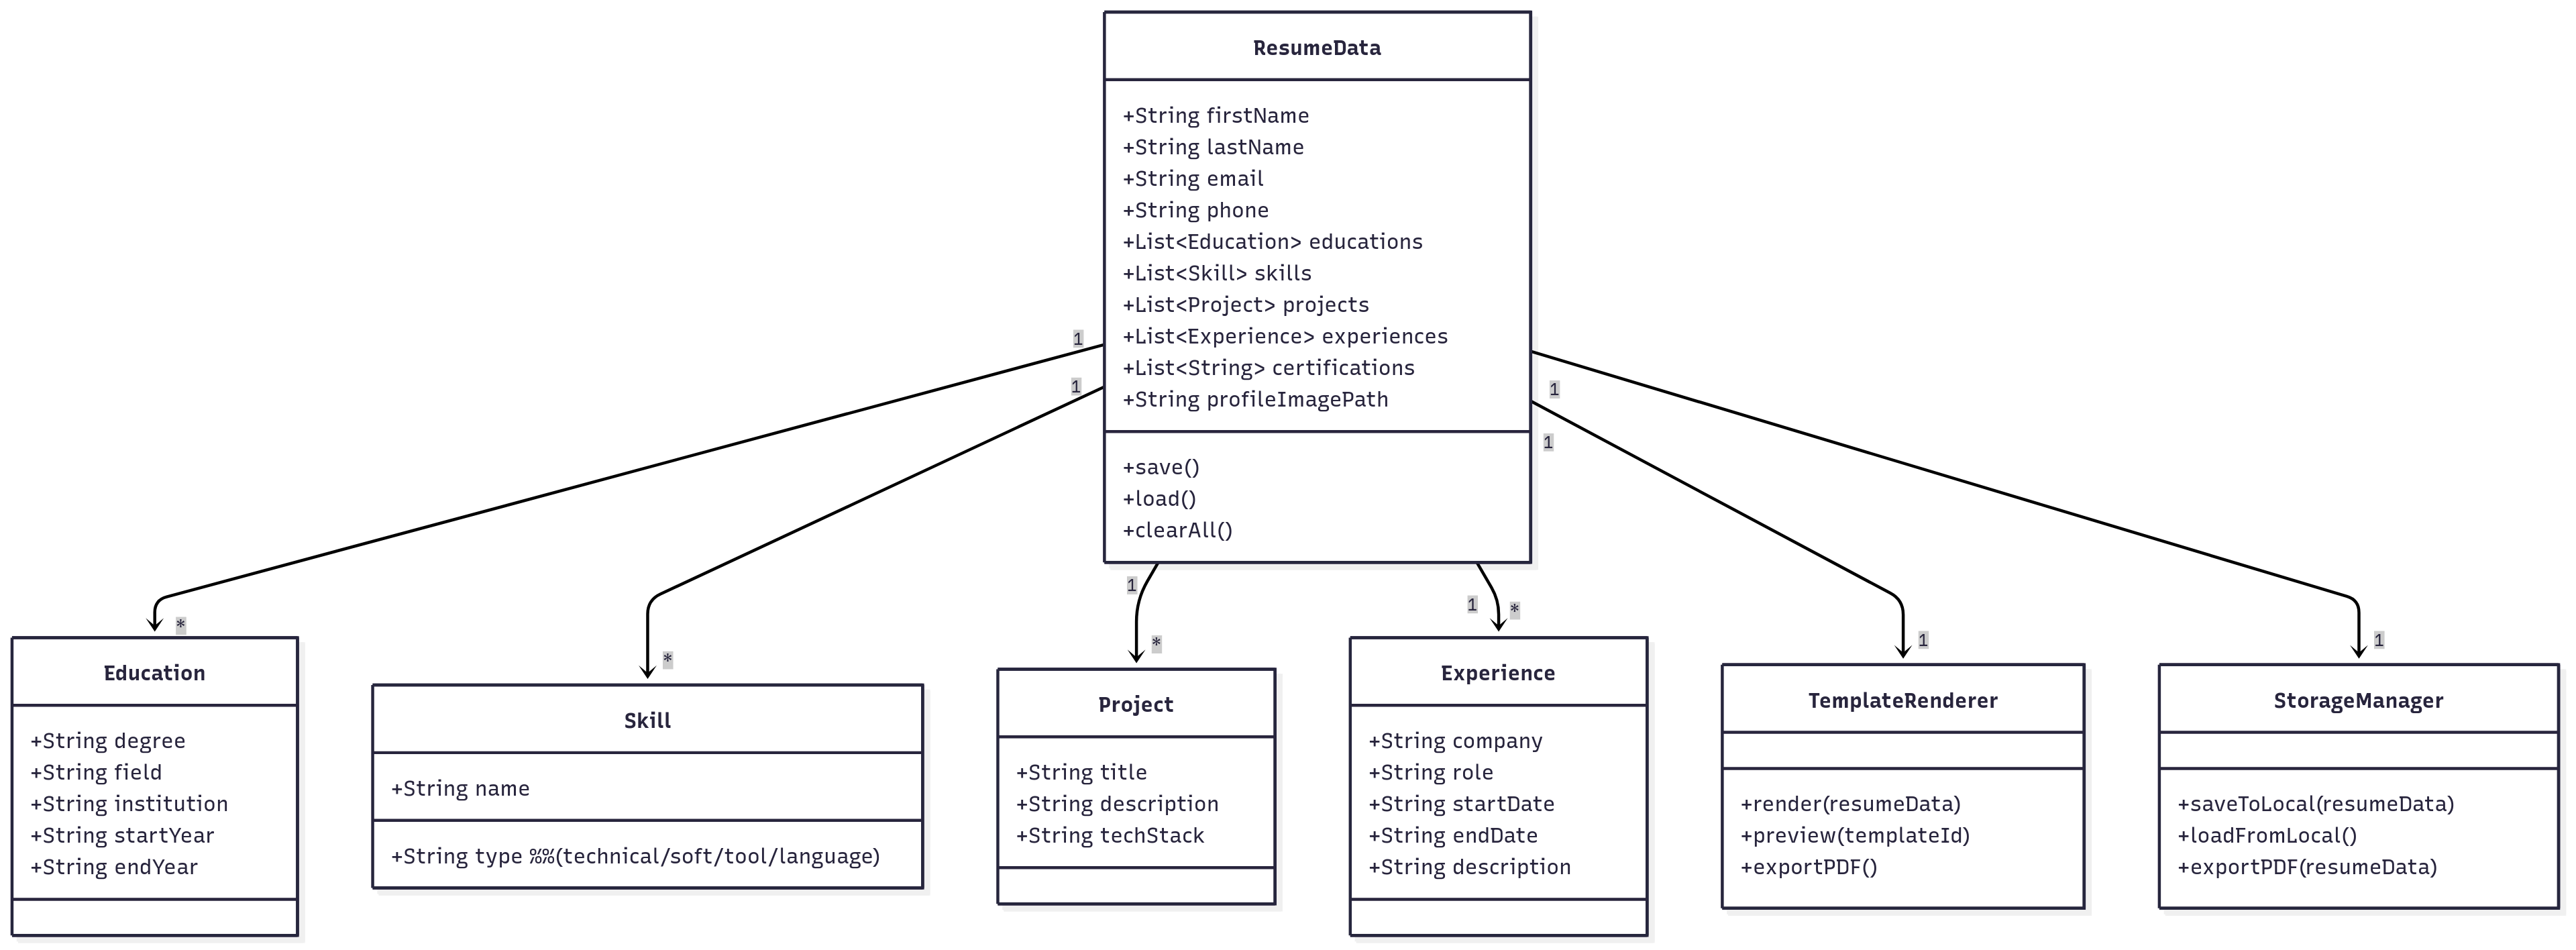 ResumeData
+String firstName
+String lastName
+String email
+String phone
+List<Education> educations
+List<Skill> skills
+List<Project> projects
+List<Experience> experiences
+List<String> certifications
+String profileImagePath
+save()
+load()
+clearAll()
1
1
1
1
1
1
*
*
*
*
1
1
Education
+String degree
+String field
+String institution
+String startYear
+String endYear
Skill
+String name
+String type %%(technical/soft/tool/language)
Project
+String title
+String description
+String techStack
Experience
+String company
+String role
+String startDate
+String endDate
+String description
TemplateRenderer
+render(resumeData)
+preview(templateId)
+exportPDF()
StorageManager
+saveToLocal(resumeData)
+loadFromLocal()
+exportPDF(resumeData)